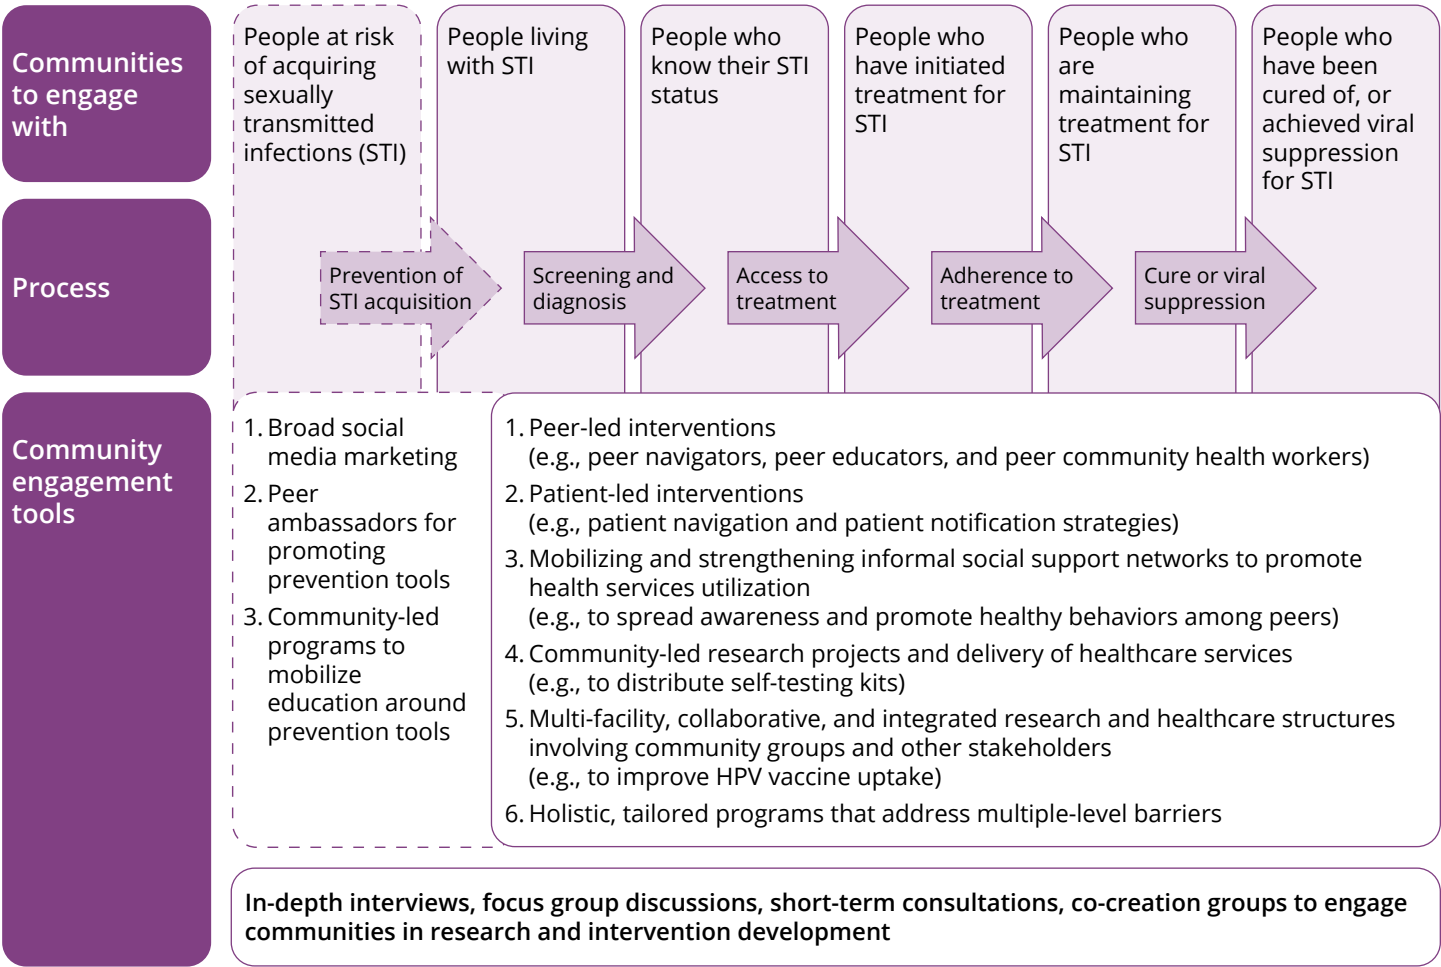 Communities
to engage
with
People at risk
of acquiring
sexually
transmitted
infections (STI)
People living
with STI
People who
know their STI
status
People who
have initiated
treatment for
STI
People who
are
maintaining
treatment for
STI
People who
have been
cured of, or
achieved viral
suppression
for STI
Process
Prevention of
STI acquisition
Screening and
diagnosis
Access to
treatment
Adherence to
treatment
Cure or viral
suppression
Community
engagement
tools
1. Broad social
media marketing
2. Peer
ambassadors for
promoting
prevention tools
3. Community-led
programs to
mobilize
education around
prevention tools
1. Peer-led interventions
(e.g., peer navigators, peer educators, and peer community health workers)
2. Patient-led interventions
(e.g., patient navigation and patient notification strategies)
3. Mobilizing and strengthening informal social support networks to promote
health services utilization
(e.g., to spread awareness and promote healthy behaviors among peers)
4. Community-led research projects and delivery of healthcare services
(e.g., to distribute self-testing kits)
5. Multi-facility, collaborative, and integrated research and healthcare structures
involving community groups and other stakeholders
(e.g., to improve HPV vaccine uptake)
6. Holistic, tailored programs that address multiple-level barriers
In-depth interviews, focus group discussions, short-term consultations, co-creation groups to engage
communities in research and intervention development